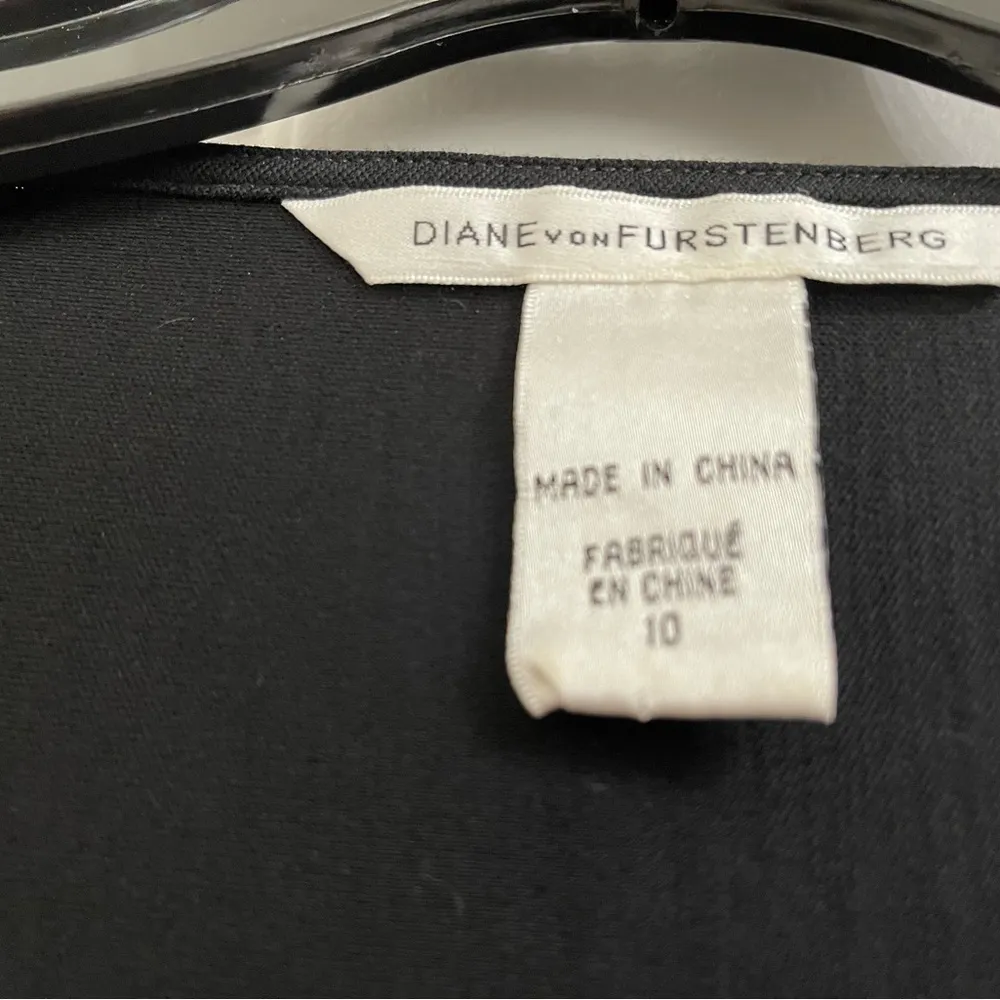 DIANE VON FURSTENBERG
MADE IN CHINA
FABRIQUÉ
EN CHINE
10